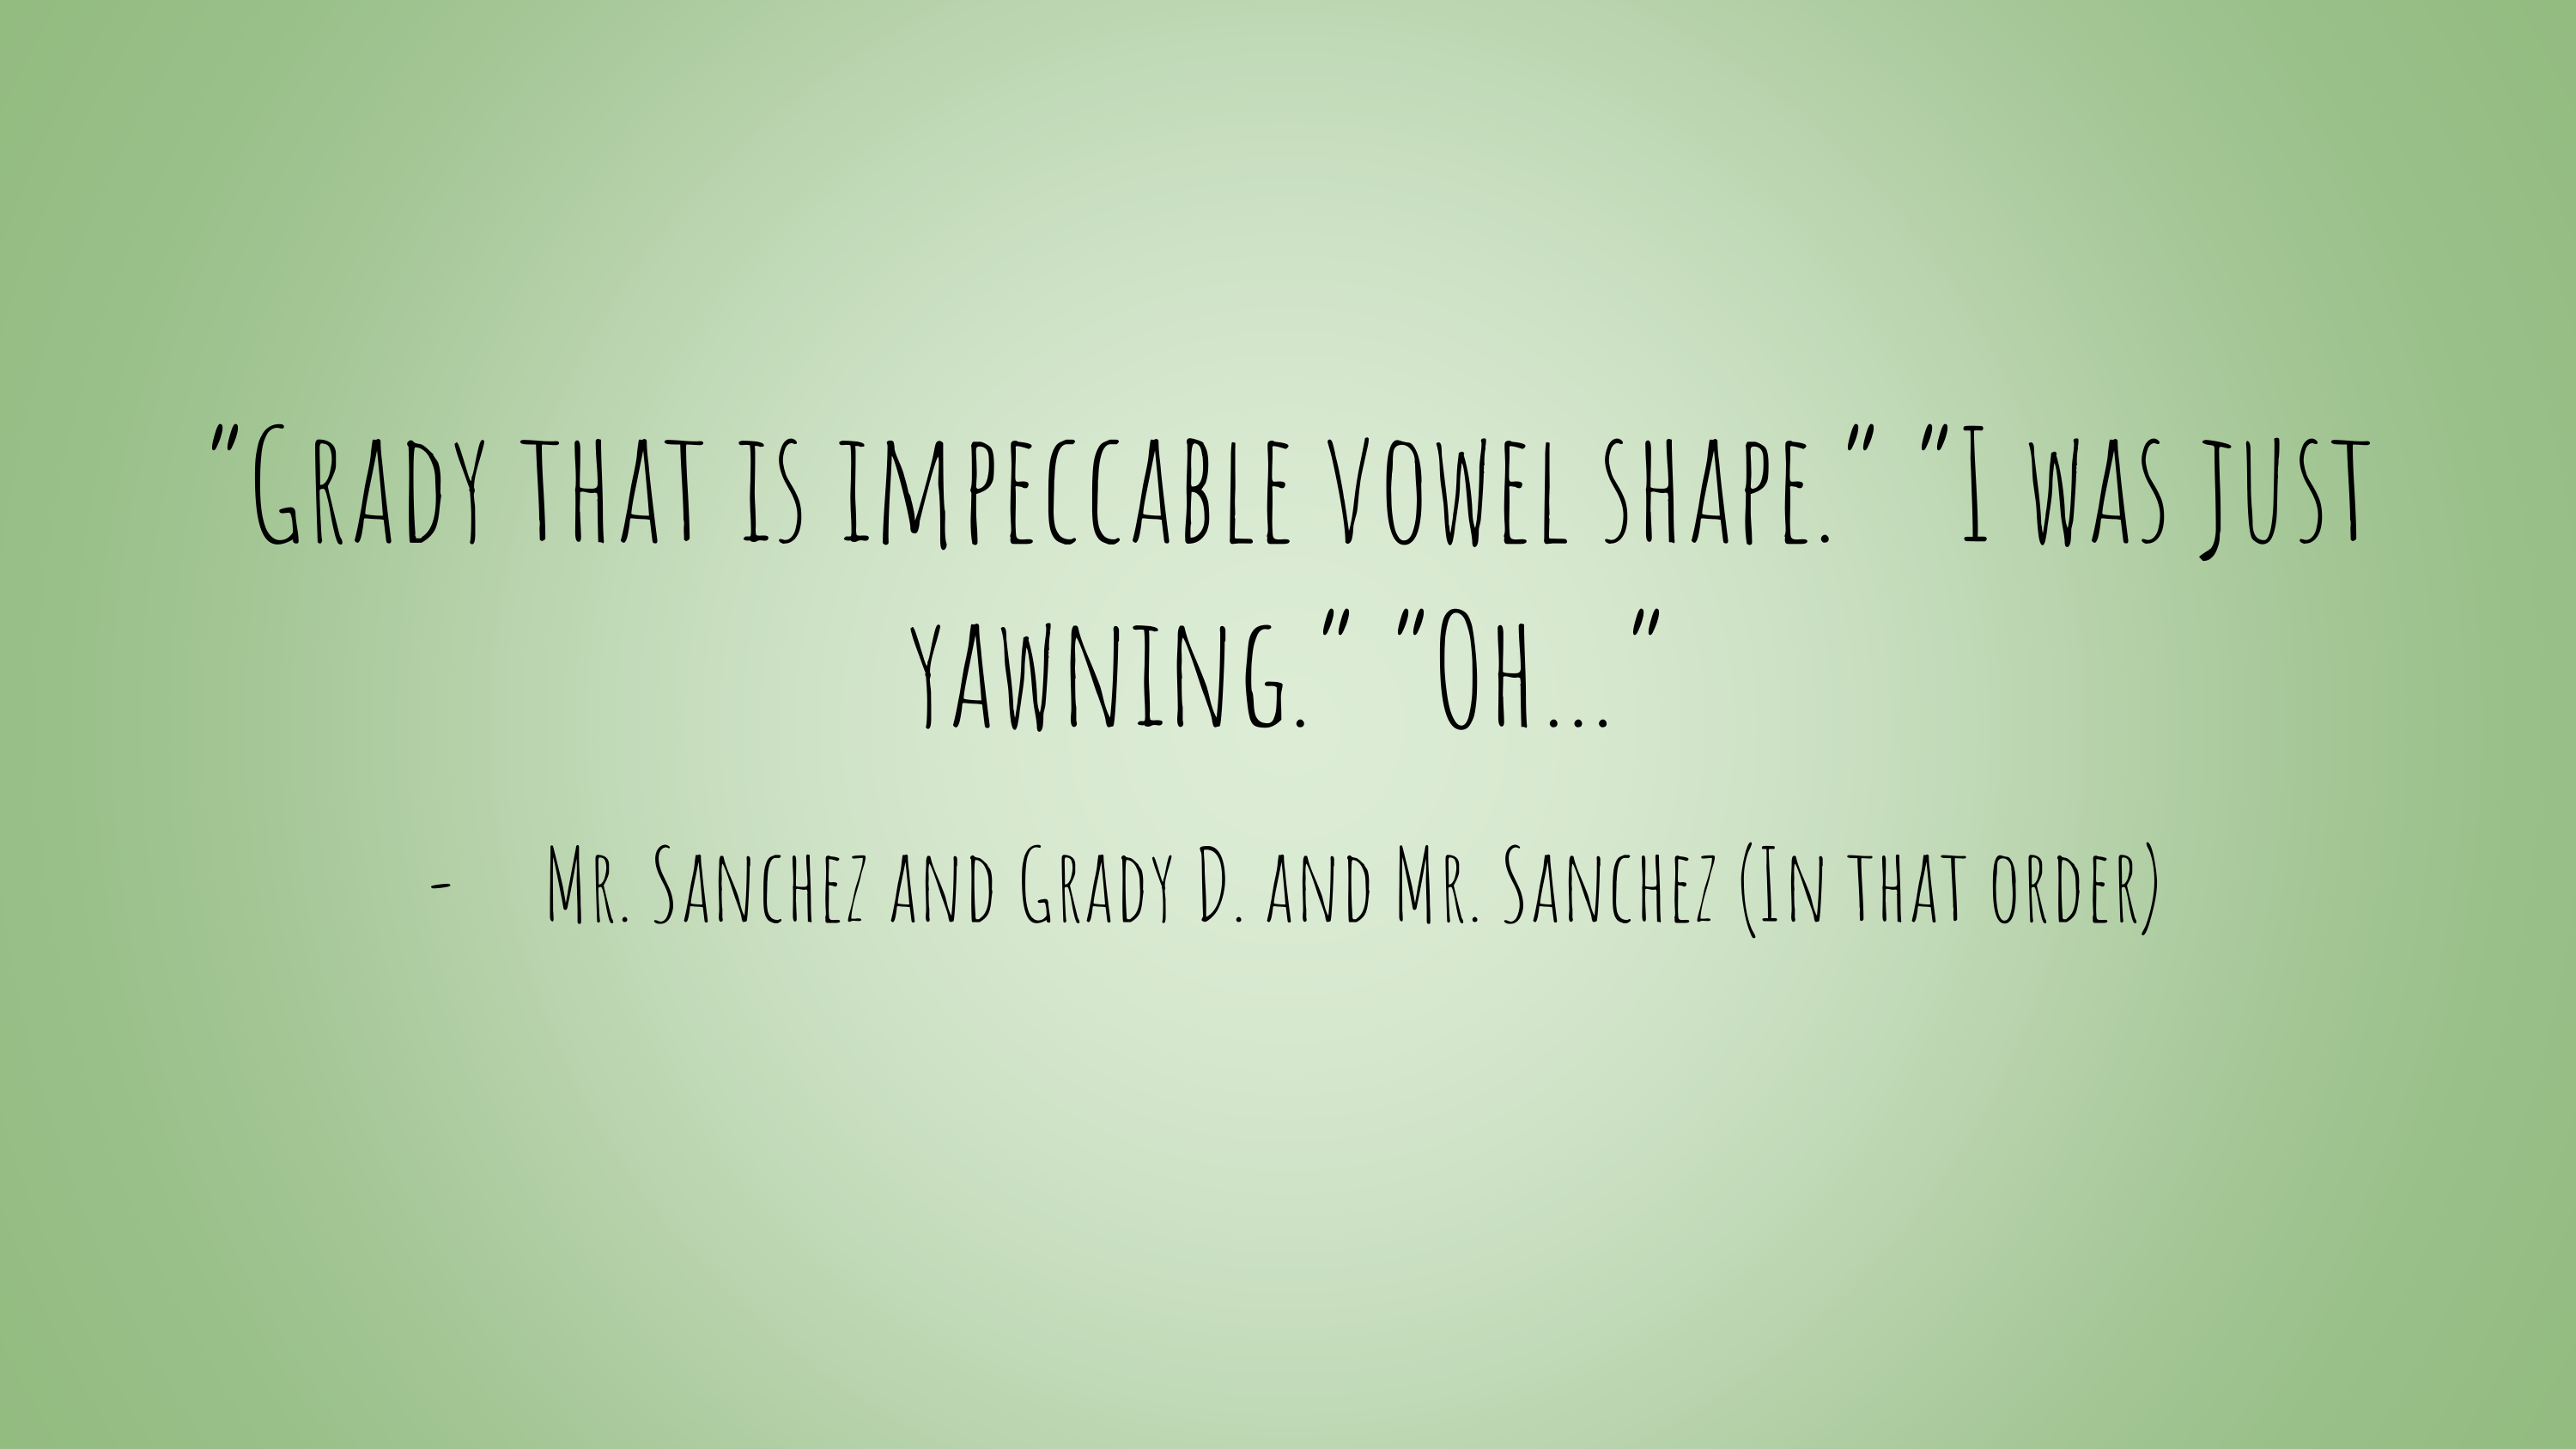 "Grady that is impeccable vowel shape." "I was just
yawning." "Oh..."
- Mr. Sanchez and Grady D. and Mr. Sanchez (In that order)